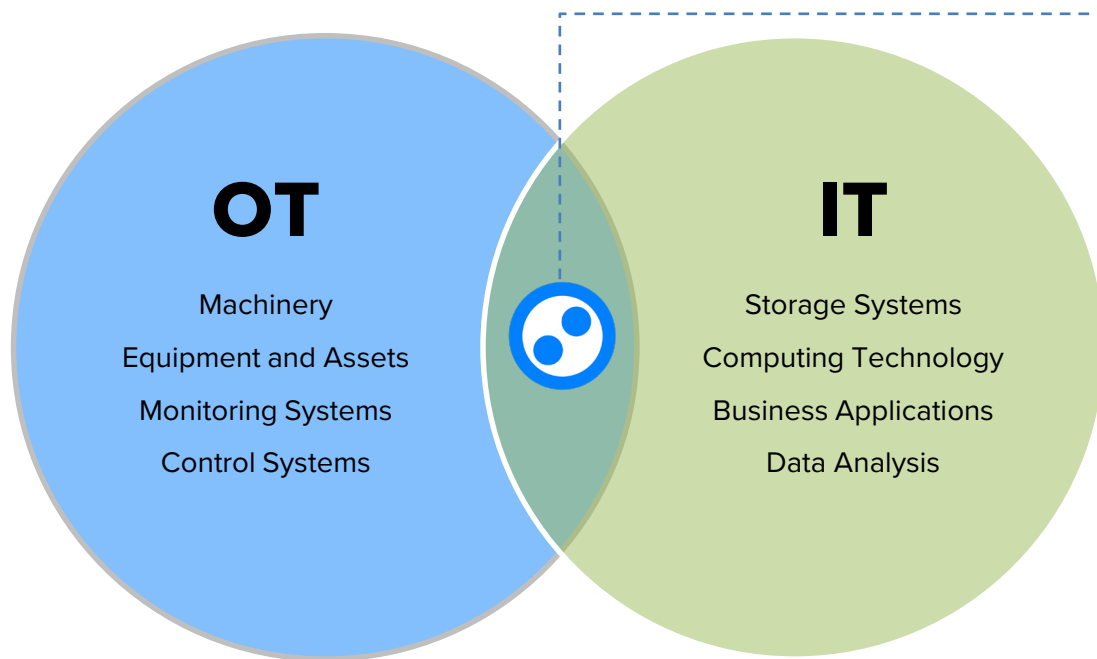 OT
Machinery
Equipment and Assets
Monitoring Systems
Control Systems
IT
Storage Systems
Computing Technology
Business Applications
Data Analysis